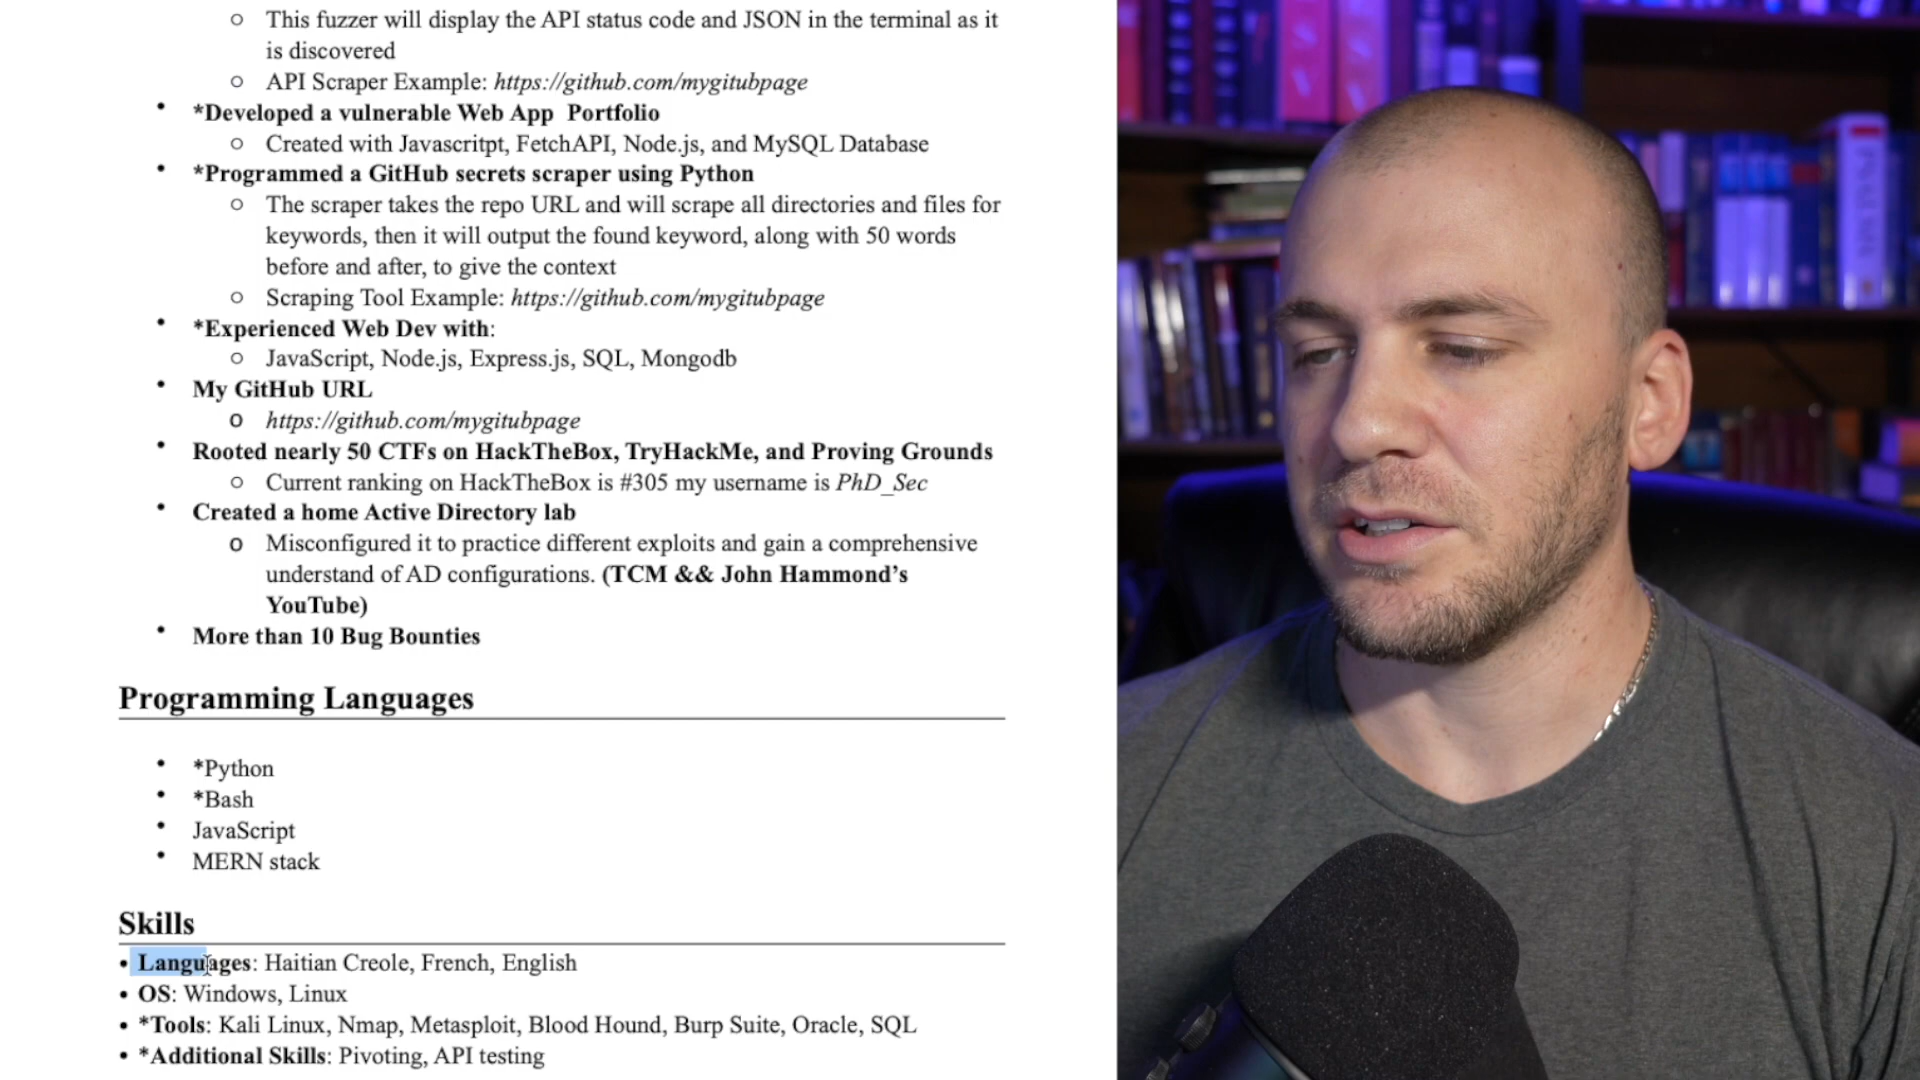 ○ This fuzzer will display the API status code and JSON in the terminal as it
is discovered
○ API Scraper Example: https://github.com/mygitubpage
• *Developed a vulnerable Web App  Portfolio
○ Created with Javascritpt, FetchAPI, Node.js, and MySQL Database
• *Programmed a GitHub secrets scraper using Python
○ The scraper takes the repo URL and will scrape all directories and files for
keywords, then it will output the found keyword, along with 50 words
before and after, to give the context
○ Scraping Tool Example: https://github.com/mygitubpage
• *Experienced Web Dev with:
○ JavaScript, Node.js, Express.js, SQL, Mongodb
• My GitHub URL
o https://github.com/mygitubpage
• Rooted nearly 50 CTFs on HackTheBox, TryHackMe, and Proving Grounds
○ Current ranking on HackTheBox is #305 my username is PhD_Sec
• Created a home Active Directory lab
o Misconfigured it to practice different exploits and gain a comprehensive
understand of AD configurations. (TCM && John Hammond’s
YouTube)
• More than 10 Bug Bounties
Programming Languages
• *Python
• *Bash
• JavaScript
• MERN stack
Skills
• Languages: Haitian Creole, French, English
• OS: Windows, Linux
• *Tools: Kali Linux, Nmap, Metasploit, Blood Hound, Burp Suite, Oracle, SQL
• *Additional Skills: Pivoting, API testing